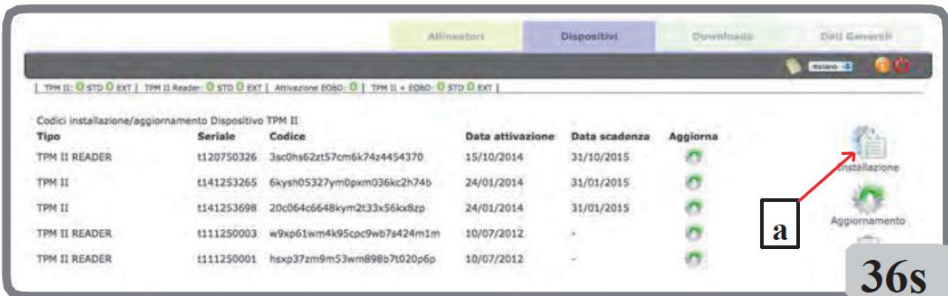 Allineatori Dispositivi Downloads Dati Generali
Italiano
| TPM II: 0 STD 0 EXT | TPM II Reader: 0 STD 0 EXT | Attivazione EOBD: 0 | TPM II + EOBD: 0 STD 0 EXT |
Codici installazione/aggiornamento Dispositivo TPM II
Tipo Seriale Codice Data attivazione Data scadenza Aggiorna
TPM II READER t120750326 3sc0hs62zt57cm6k74z4454370 15/10/2014 31/10/2015
TPM II t141253265 6kysh05327ym0pxm036kc2h74b 24/01/2014 31/01/2015
TPM II t141253698 20c064c6648kym2t33x56kx8zp 24/01/2014 31/01/2015
TPM II READER t111250003 w9xp61wm4k95cpc9wb7s424m1m 10/07/2012 -
TPM II READER t111250001 hsxp37zm9m53wm898b7t020p6p 10/07/2012 -
Installazione
Aggiornamento
a
36s